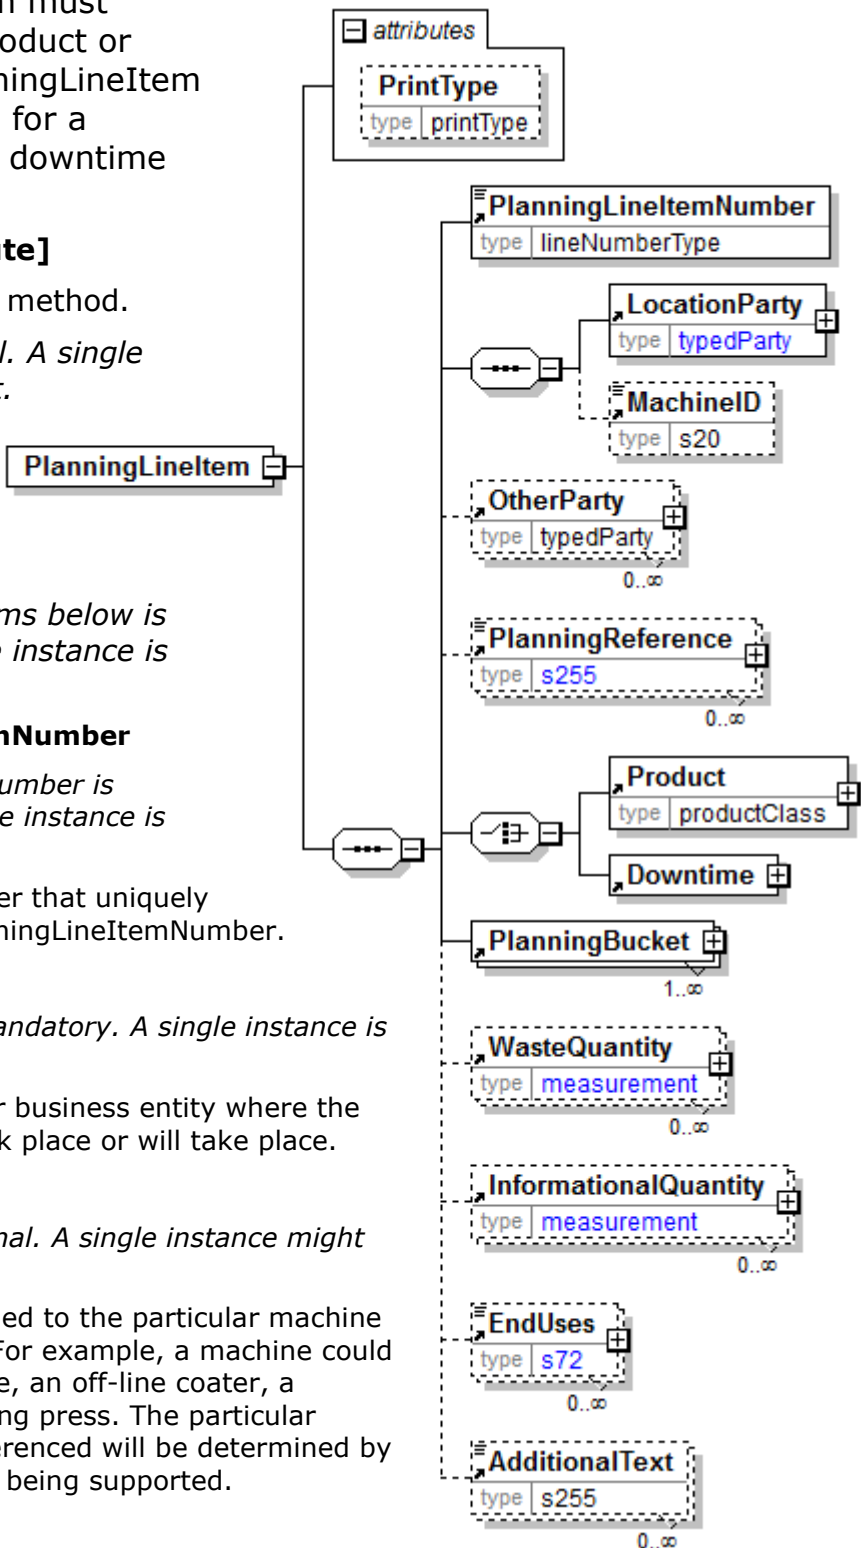 must
oduct or
ningLineItem
for a
downtime
te]
method.
l. A single
t.
ms below is
instance is
nNumber
umber is
e instance is
er that uniquely
ningLineItemNumber.
andatory. A single instance is
r business entity where the
k place or will take place.
nal. A single instance might
ed to the particular machine
For example, a machine could
e, an off-line coater, a
ng press. The particular
erenced will be determined by
being supported.
PlanningLineItem
attributes
PrintType
type printType
PlanningLineItemNumber
type lineNumberType
LocationParty
type typedParty
MachineID
type s20
OtherParty
type typedParty
0..∞
PlanningReference
type s255
0..∞
Product
type productClass
Downtime
PlanningBucket
1..∞
WasteQuantity
type measurement
0..∞
InformationalQuantity
type measurement
0..∞
EndUses
type s72
0..∞
AdditionalText
type s255
0..∞